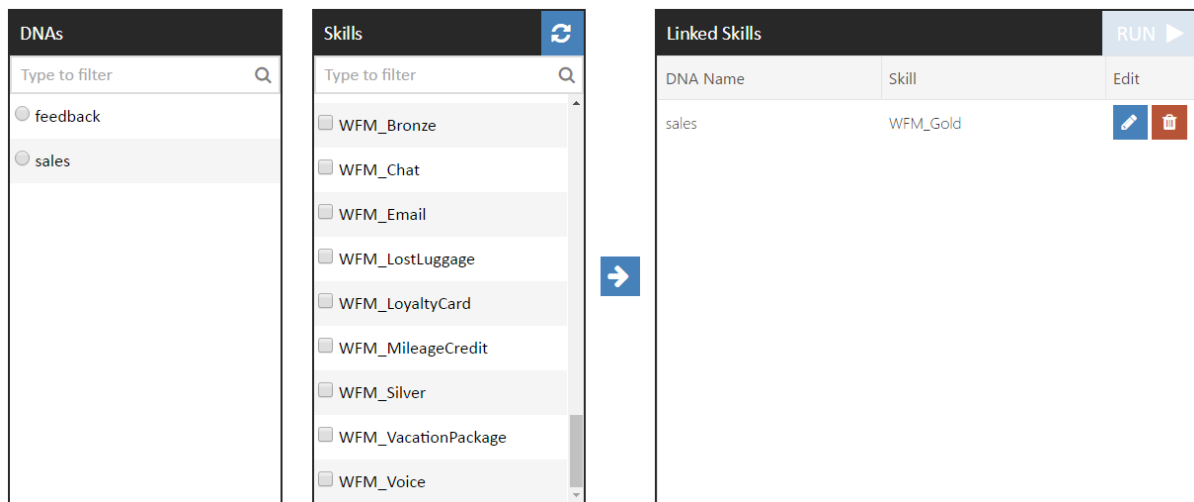 DNAs
Type to filter
feedback
sales
Skills
Type to filter
WFM_Bronze
WFM_Chat
WFM_Email
WFM_LostLuggage
WFM_LoyaltyCard
WFM_MileageCredit
WFM_Silver
WFM_VacationPackage
WFM_Voice
Linked Skills RUN
DNA Name Skill Edit
sales WFM_Gold